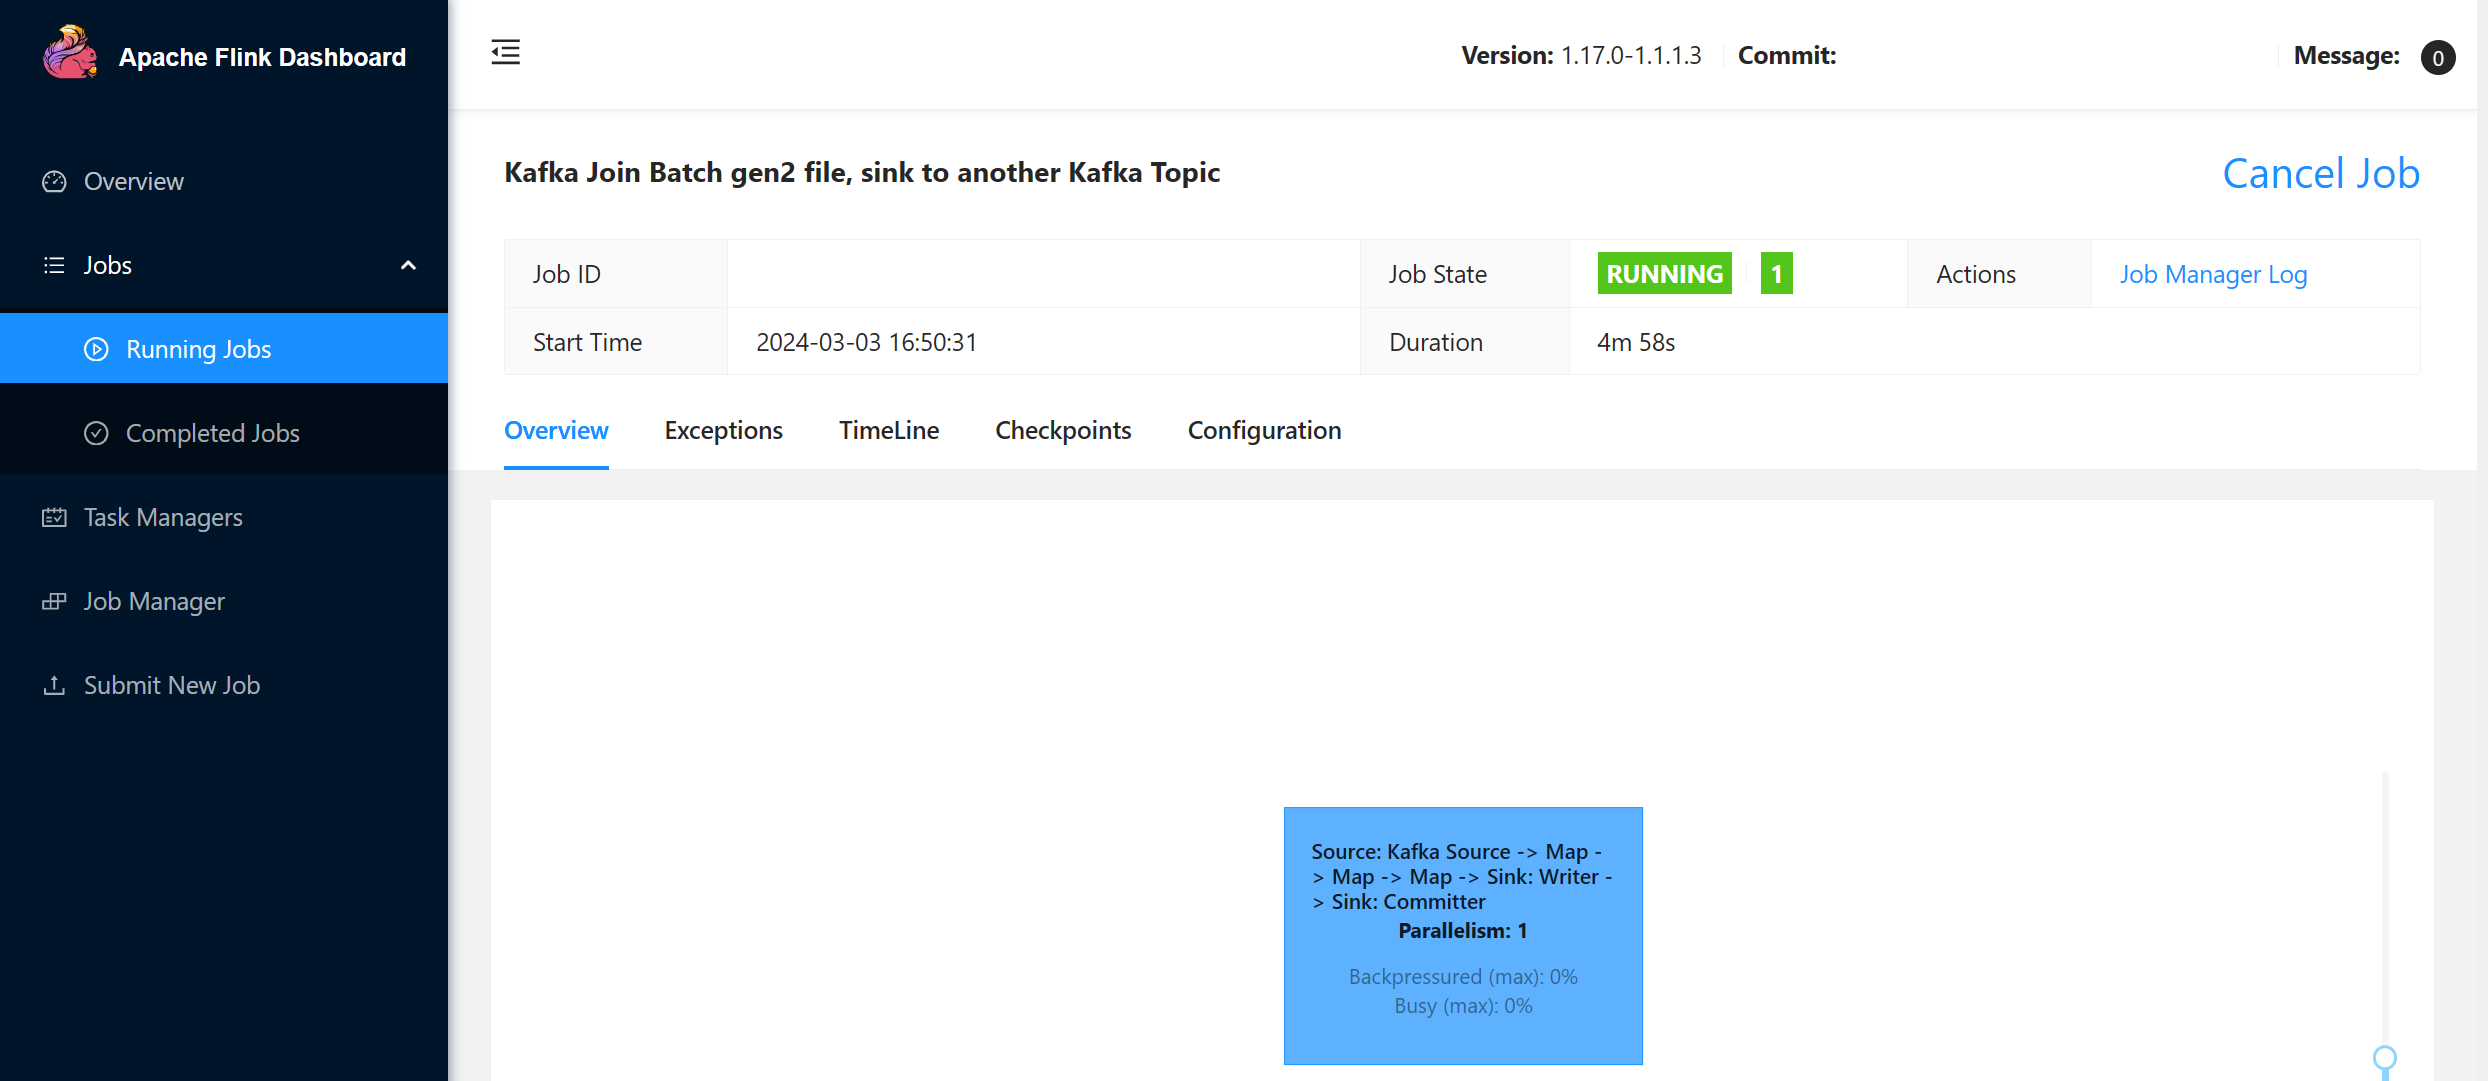 Apache Flink Dashboard
Version: 1.17.0-1.1.1.3
Commit:
Message: 0
Overview
Jobs
Running Jobs
Completed Jobs
Task Managers
Job Manager
Submit New Job
Kafka Join Batch gen2 file, sink to another Kafka Topic
Cancel Job
Job ID
Job State
RUNNING 1
Actions
Job Manager Log
Start Time
2024-03-03 16:50:31
Duration
4m 58s
Overview
Exceptions
TimeLine
Checkpoints
Configuration
Source: Kafka Source -> Map -
> Map -> Map -> Sink: Writer -
> Sink: Committer
Parallelism: 1
Backpressured (max): 0%
Busy (max): 0%